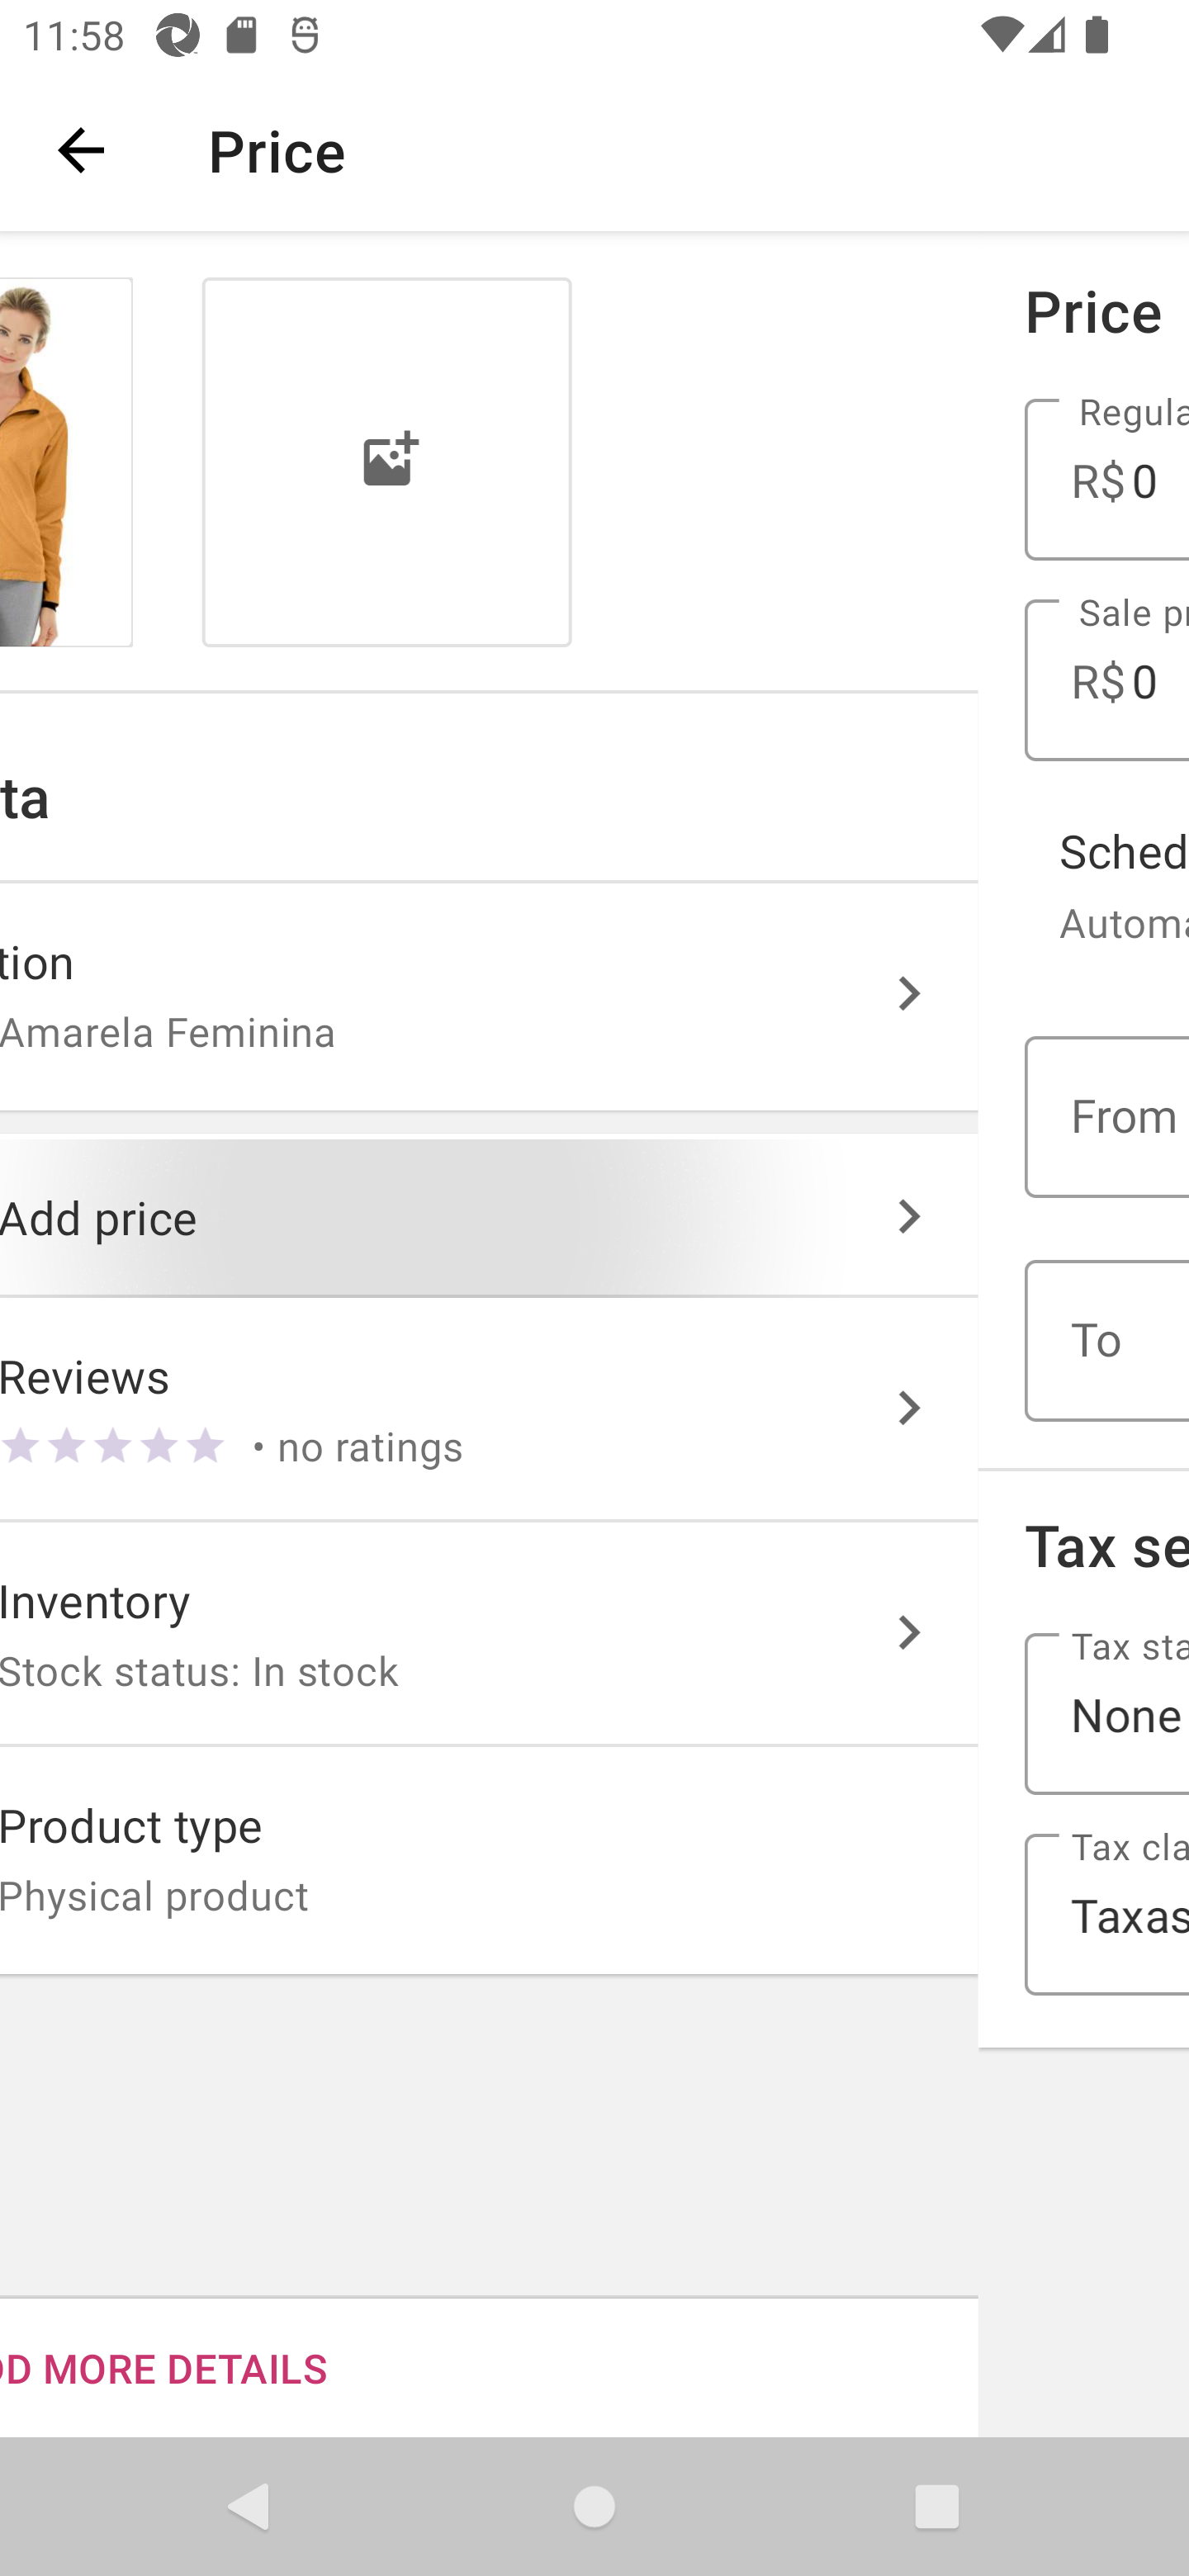 11:58
Price
Price
Regula
R$ 0
Sale pr
R$ 0
ta
Sched
Automa
tion
Amarela Feminina
From
Add price
To
Reviews
• no ratings
Tax se
Inventory
Stock status: In stock
Tax sta
None
Product type
Physical product
Tax cla
Taxas
DD MORE DETAILS